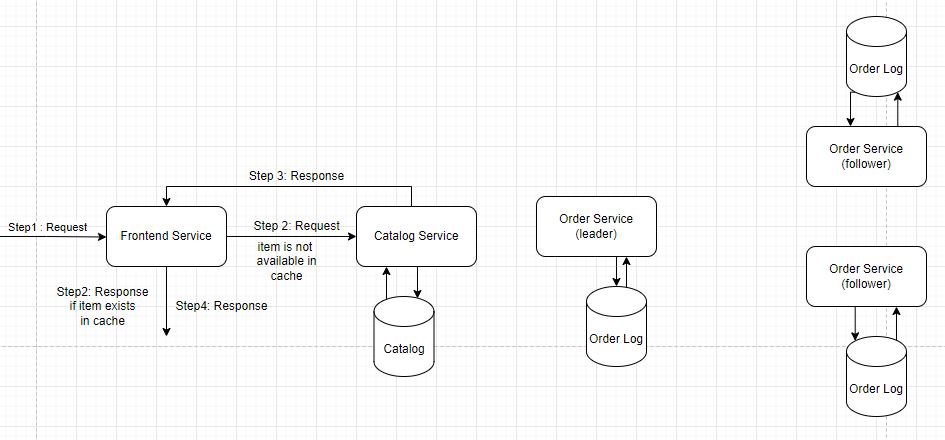 Order Log
Order Service
(follower)
Step 3: Response
Step1 : Request
Frontend Service
Step 2: Request
item is not
available in
cache
Catalog Service
Order Service
(leader)
Order Service
(follower)
Step2: Response
if item exists
in cache
Step4: Response
Catalog
Order Log
Order Log